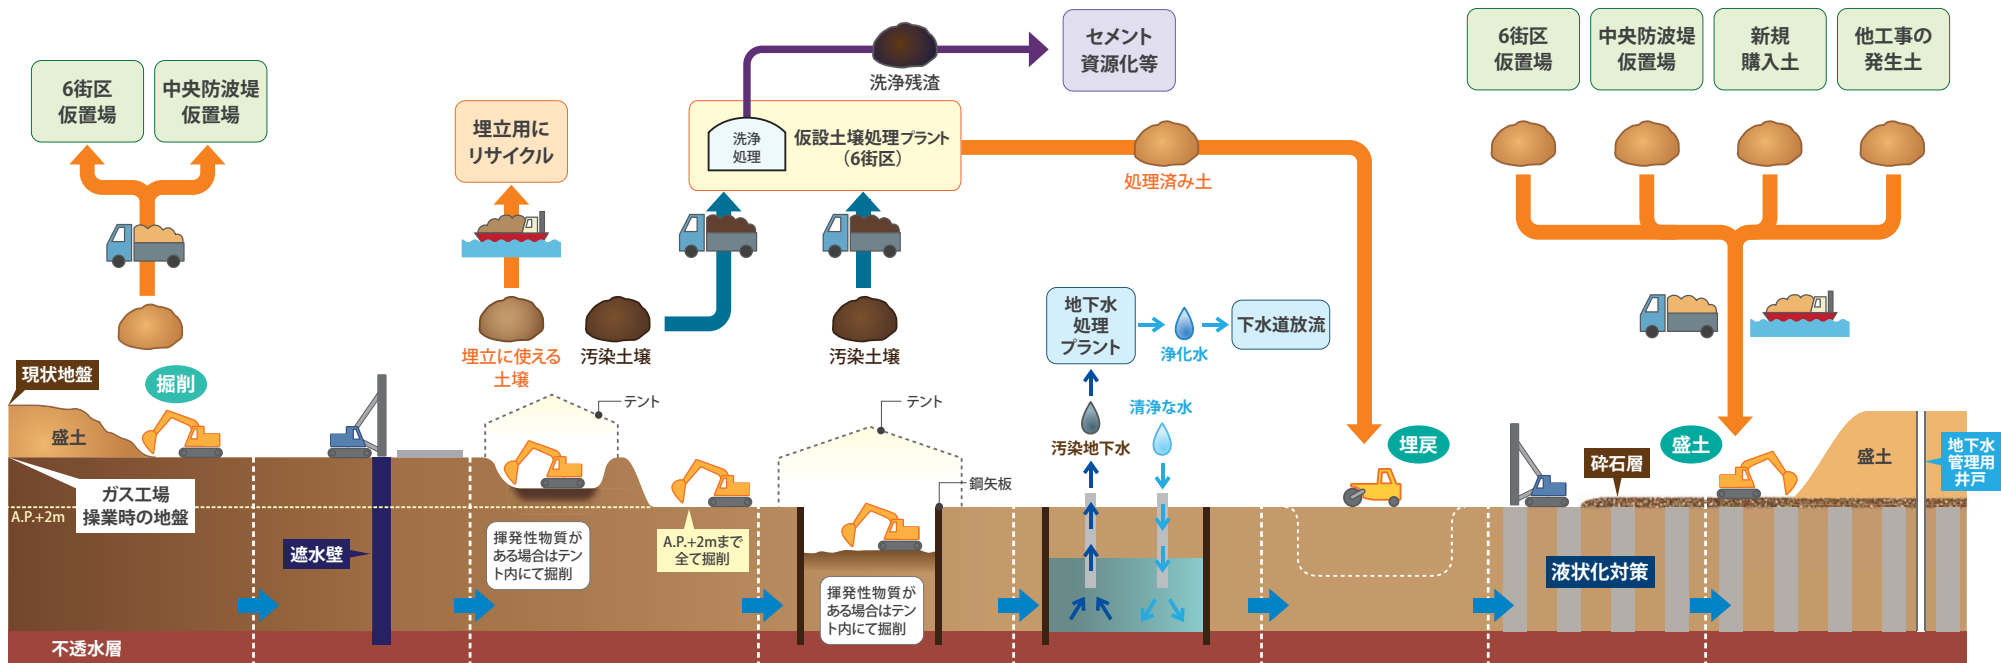 6街区
仮置場
中央防波堤
仮置場
埋立用に
リサイクル
洗浄残渣
セメント
資源化等
洗浄
処理
仮設土壌処理プラント
（6街区）
処理済み土
6街区
仮置場
中央防波堤
仮置場
新規
購入土
他工事の
発生土
埋立に使える
土壌
汚染土壌
汚染土壌
地下水
処理
プラント
浄化水
下水道放流
現状地盤
掘削
盛土
テント
テント
清浄な水
汚染地下水
埋戻
盛土
盛土
砕石層
地下水
管理用
井戸
ガス工場
操業時の地盤
A.P.+2m
鋼矢板
遮水壁
揮発性物質が
ある場合はテン
ト内にて掘削
A.P.+2mまで
全て掘削
揮発性物質が
ある場合はテン
ト内にて掘削
液状化対策
不透水層